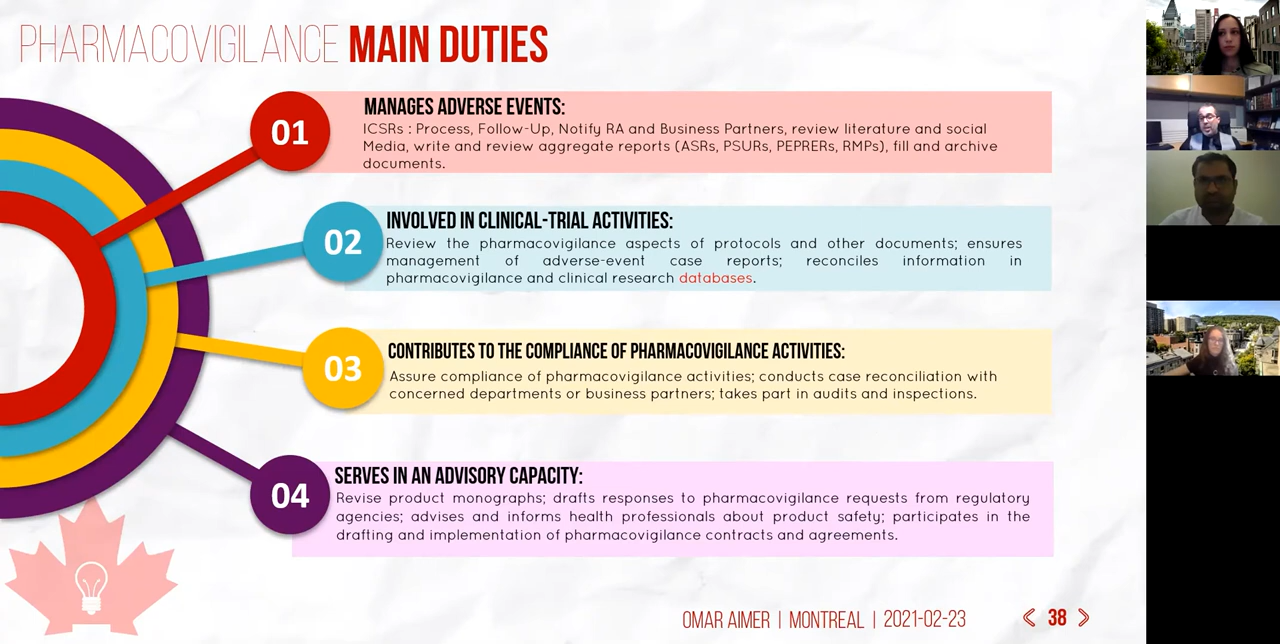 PHARMACOVIGILANCE MAIN DUTIES
01
MANAGES ADVERSE EVENTS:
ICSRs : Process, Follow-Up, Notify RA and Business Partners, review literature and social
Media, write and review aggregate reports (ASRs, PSURs, PEPRERs, RMPs), fill and archive
documents.
02
INVOLVED IN CLINICAL-TRIAL ACTIVITIES:
Review the pharmacovigilance aspects of protocols and other documents; ensures
management of adverse-event case reports; reconciles information in
pharmacovigilance and clinical research databases.
03
CONTRIBUTES TO THE COMPLIANCE OF PHARMACOVIGILANCE ACTIVITIES:
Assure compliance of pharmacovigilance activities; conducts case reconciliation with
concerned departments or business partners; takes part in audits and inspections.
04
SERVES IN AN ADVISORY CAPACITY:
Revise product monographs; drafts responses to pharmacovigilance requests from regulatory
agencies; advises and informs health professionals about product safety; participates in the
drafting and implementation of pharmacovigilance contracts and agreements.
OMAR AIMER | MONTREAL | 2021-02-23
38